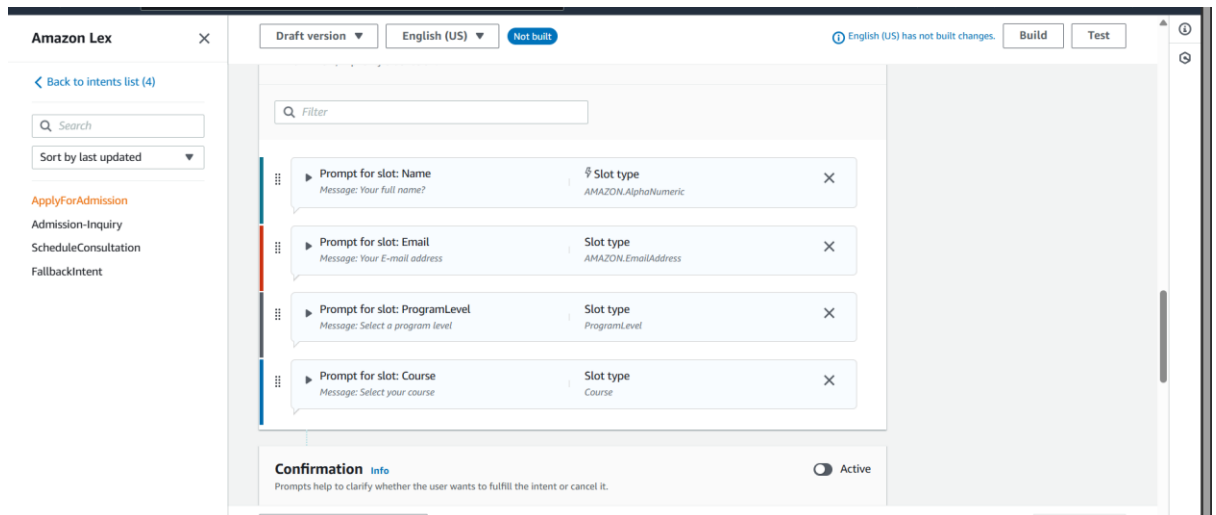 Amazon Lex
Draft version
English (US)
Not built
English (US) has not built changes.
Build
Test
Back to intents list (4)
Search
Sort by last updated
ApplyForAdmission
Admission-Inquiry
ScheduleConsultation
FallbackIntent
Filter
Prompt for slot: Name
Message: Your full name?
Slot type
AMAZON.AlphaNumeric
Prompt for slot: Email
Message: Your E-mail address
Slot type
AMAZON.EmailAddress
Prompt for slot: ProgramLevel
Message: Select a program level
Slot type
ProgramLevel
Prompt for slot: Course
Message: Select your course
Slot type
Course
Confirmation Info
Active
Prompts help to clarify whether the user wants to fulfill the intent or cancel it.